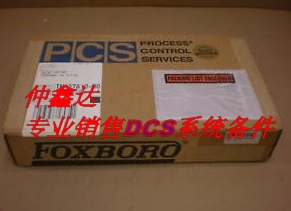 PCS
PROCESS
CONTROL
SERVICES
PACKING LIST ENCLOSED
仲鑫达
专业销售DCS系统备件
FOXBORO